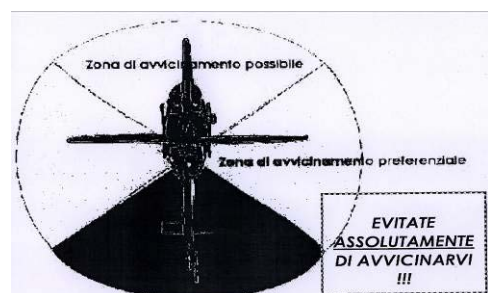 Zona di avvicinamento possibile
Zona di avvicinamento preferenziale
EVITATE
ASSOLUTAMENTE
DI AVVICINARVI
!!!